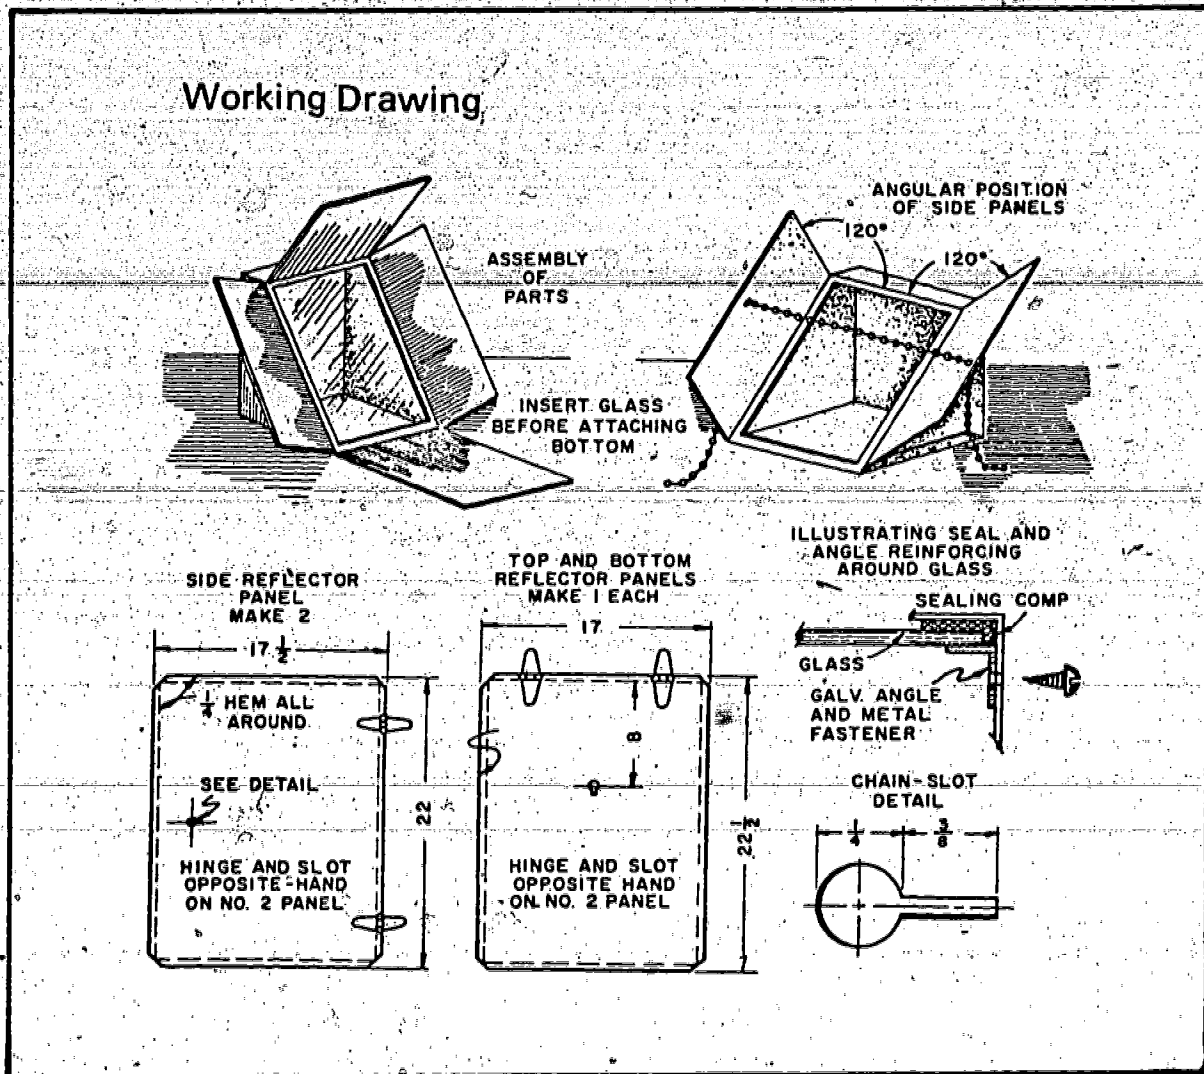 Working Drawing
ASSEMBLY
OF
PARTS
ANGULAR POSITION
OF SIDE PANELS
120°
120°
INSERT GLASS
BEFORE ATTACHING
BOTTOM
SIDE REFLECTOR
PANEL
MAKE 2
17 1/2
1/4 HEM ALL
AROUND
SEE DETAIL
22
HINGE AND SLOT
OPPOSITE-HAND
ON NO. 2 PANEL
TOP AND BOTTOM
REFLECTOR PANELS
MAKE 1 EACH
17
8
22 1/2
HINGE AND SLOT
OPPOSITE HAND
ON NO. 2 PANEL
ILLUSTRATING SEAL AND
ANGLE REINFORCING
AROUND GLASS
SEALING COMP
GLASS
GALV. ANGLE
AND METAL
FASTENER
CHAIN-SLOT
DETAIL
1/4
3/8